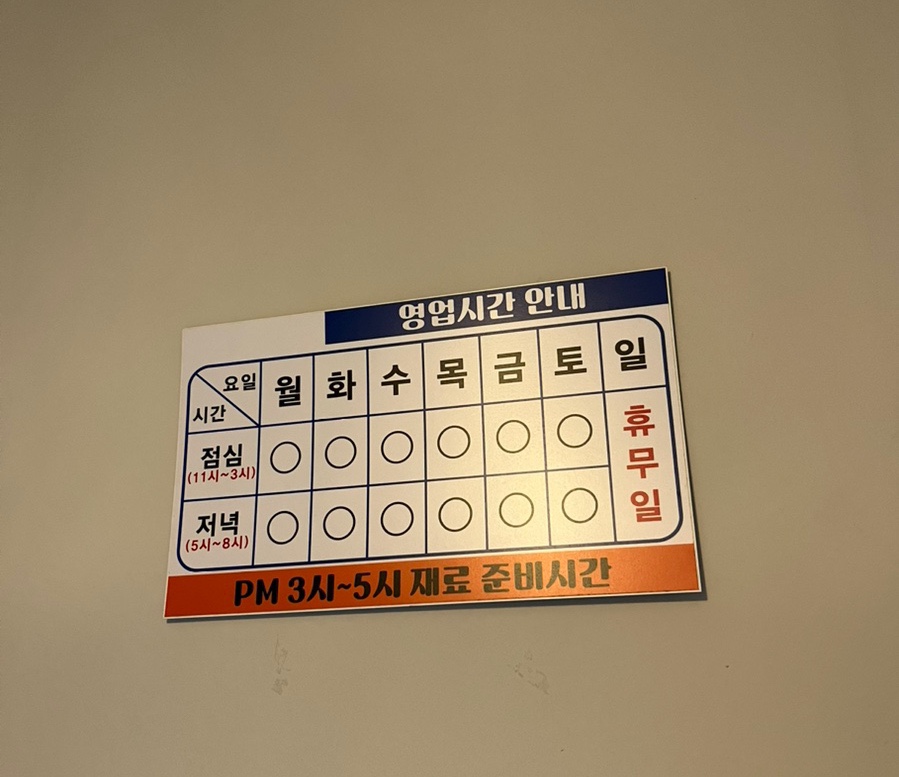 영업시간 안내
요일 월 화 수 목 금 토 일
시간
점심 ○ ○ ○ ○ ○ ○ 휴무일
(11시~3시)
저녁 ○ ○ ○ ○ ○ ○
(5시~8시)
PM 3시~5시 재료 준비시간